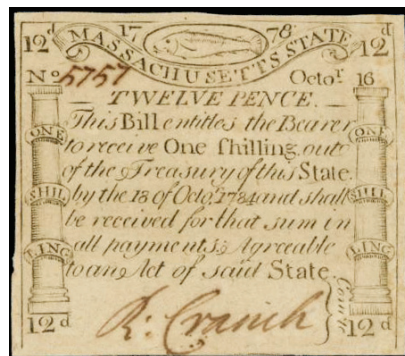 12d 17 78. 12d
MASSACHUSETTS STATE
No 5757 Octor. 16
TWELVE PENCE.
This Bill entitles the Bearer
to receive One shilling out
of the Treasury of this State.
by the 18 of Octo. 1784 and shall
be received for that sum in
all payments, Agreeable
to an Act of said State.
ONE
SHIL
LING
ONE
SHIL
LING
12d R: Cranch 12d